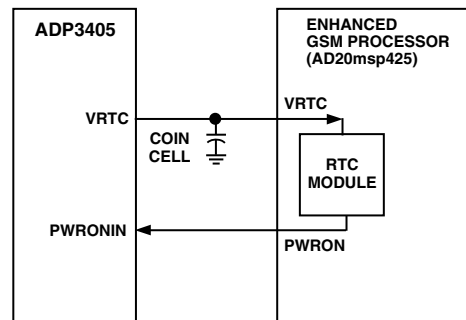 ADP3405
ENHANCED
GSM PROCESSOR
(AD20msp425)
VRTC
VRTC
COIN
CELL
RTC
MODULE
PWRONIN
PWRON